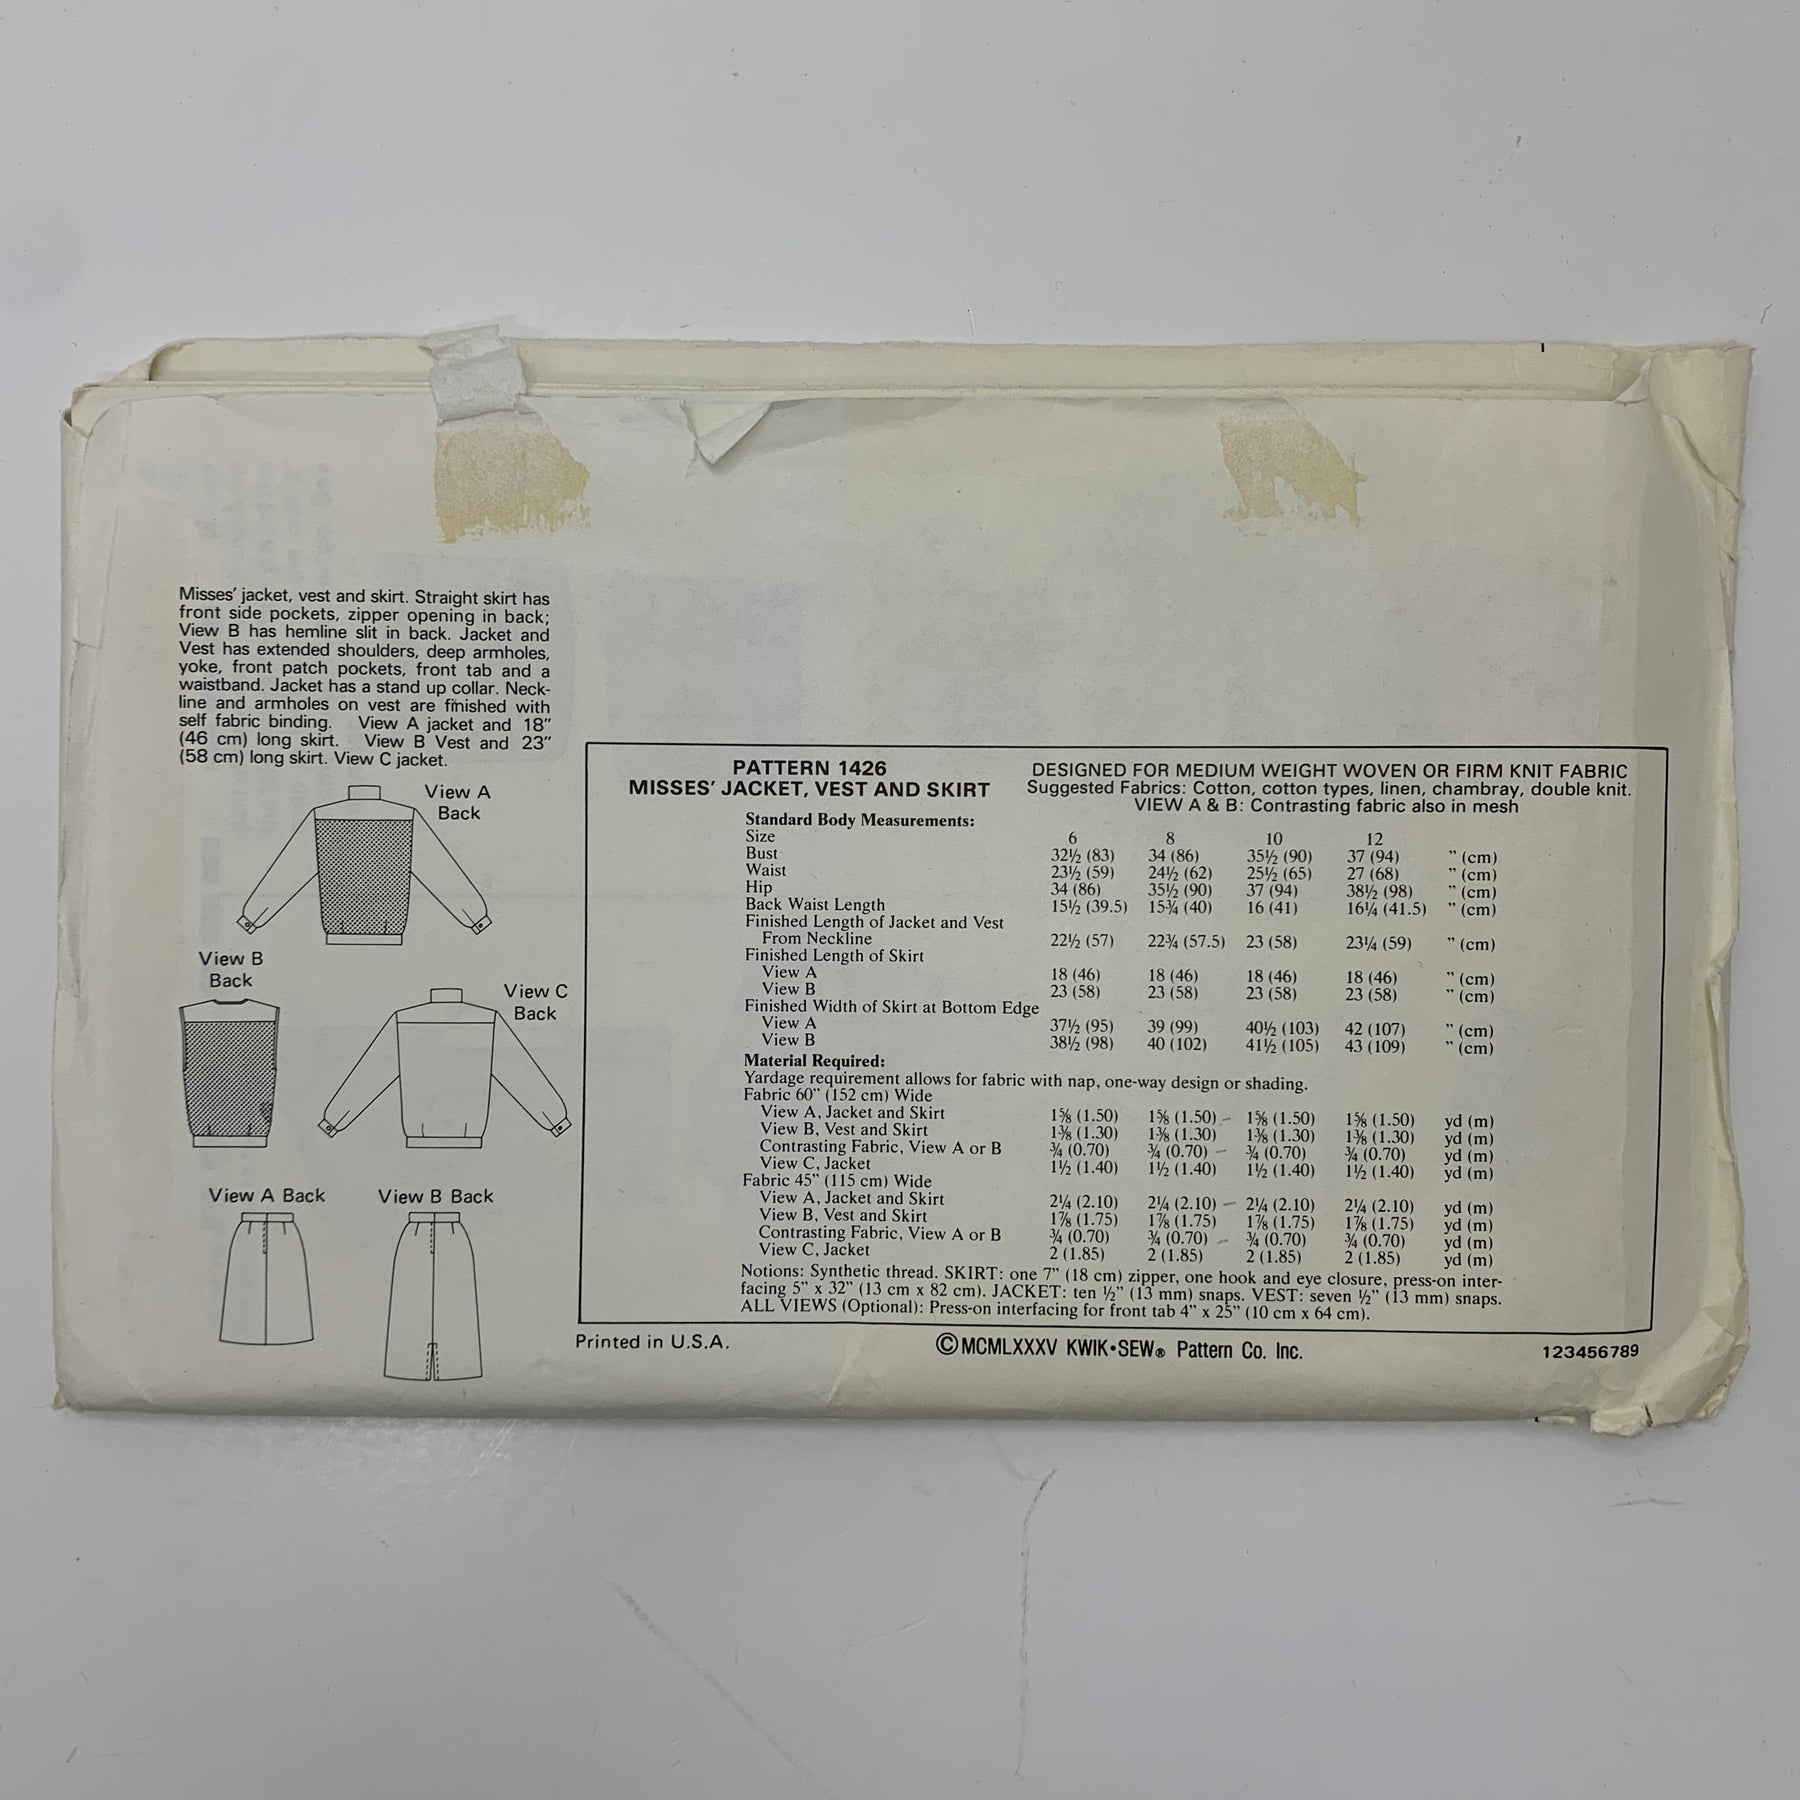 Misses' jacket, vest and skirt. Straight skirt has
front side pockets, zipper opening in back;
View B has hemline slit in back. Jacket and
Vest has extended shoulders, deep armholes,
yoke, front patch pockets, front tab and a
waistband. Jacket has a stand up collar. Neck-
line and armholes on vest are finished with
self fabric binding. View A jacket and 18"
(46 cm) long skirt. View B Vest and 23"
(58 cm) long skirt. View C jacket.
View A
Back
View B
Back
View C
Back
View A Back
View B Back
PATTERN 1426
MISSES' JACKET, VEST AND SKIRT
DESIGNED FOR MEDIUM WEIGHT WOVEN OR FIRM KNIT FABRIC
Suggested Fabrics: Cotton, cotton types, linen, chambray, double knit.
VIEW A & B: Contrasting fabric also in mesh
Standard Body Measurements:
Size 6 8 10 12
Bust 32½ (83) 34 (86) 35½ (90) 37 (94) " (cm)
Waist 23½ (59) 24½ (62) 25½ (65) 27 (68) " (cm)
Hip 34 (86) 35½ (90) 37 (94) 38½ (98) " (cm)
Back Waist Length 15½ (39.5) 15¾ (40) 16 (41) 16¼ (41.5) " (cm)
Finished Length of Jacket and Vest
From Neckline 22½ (57) 22¾ (57.5) 23 (58) 23¼ (59) " (cm)
Finished Length of Skirt
View A 18 (46) 18 (46) 18 (46) 18 (46) " (cm)
View B 23 (58) 23 (58) 23 (58) 23 (58) " (cm)
Finished Width of Skirt at Bottom Edge
View A 37½ (95) 39 (99) 40½ (103) 42 (107) " (cm)
View B 38½ (98) 40 (102) 41½ (105) 43 (109) " (cm)
Material Required:
Yardage requirement allows for fabric with nap, one-way design or shading.
Fabric 60" (152 cm) Wide
View A, Jacket and Skirt 1⅝ (1.50) 1⅝ (1.50) 1⅝ (1.50) 1⅝ (1.50) yd (m)
View B, Vest and Skirt 1⅜ (1.30) 1⅜ (1.30) 1⅜ (1.30) 1⅜ (1.30) yd (m)
Contrasting Fabric, View A or B ¾ (0.70) ¾ (0.70) ¾ (0.70) ¾ (0.70) yd (m)
View C, Jacket 1½ (1.40) 1½ (1.40) 1½ (1.40) 1½ (1.40) yd (m)
Fabric 45" (115 cm) Wide
View A, Jacket and Skirt 2¼ (2.10) 2¼ (2.10) 2¼ (2.10) 2¼ (2.10) yd (m)
View B, Vest and Skirt 1⅞ (1.75) 1⅞ (1.75) 1⅞ (1.75) 1⅞ (1.75) yd (m)
Contrasting Fabric, View A or B ¾ (0.70) ¾ (0.70) ¾ (0.70) ¾ (0.70) yd (m)
View C, Jacket 2 (1.85) 2 (1.85) 2 (1.85) 2 (1.85) yd (m)
Notions: Synthetic thread. SKIRT: one 7" (18 cm) zipper, one hook and eye closure, press-on inter-
facing 5" x 32" (13 cm x 82 cm). JACKET: ten ½" (13 mm) snaps. VEST: seven ½" (13 mm) snaps.
ALL VIEWS (Optional): Press-on interfacing for front tab 4" x 25" (10 cm x 64 cm).
Printed in U.S.A.
©MCMLXXXV KWIK•SEW® Pattern Co. Inc.
123456789